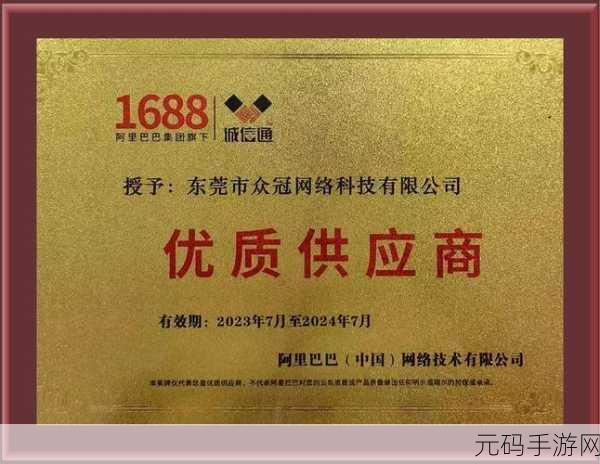 1688
阿里巴巴集团旗下
诚信通
授予：东莞市众冠网络科技有限公司
优质供应商
有效期：2023年7月至2024年7月
阿里巴巴（中国）网络技术有限公司
元码手游网